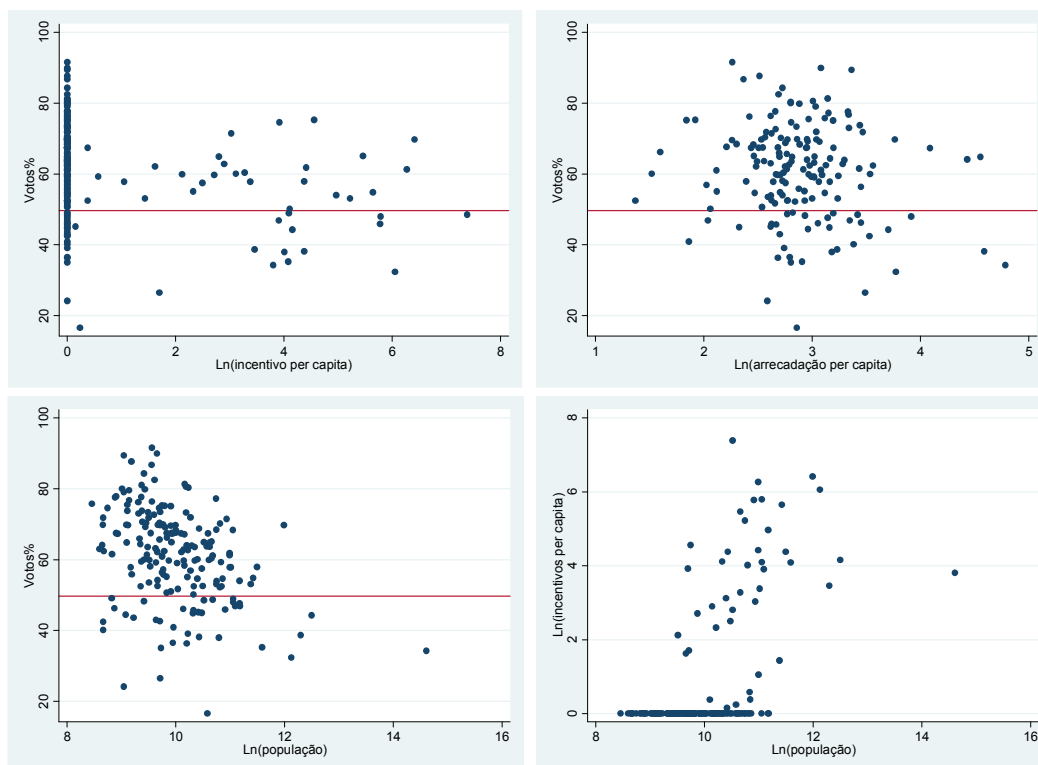 100
80
60
40
20
Votos%
0 2 4 6 8
Ln(incentivo per capita)
100
80
60
40
20
Votos%
1 2 3 4 5
Ln(arrecadação per capita)
100
80
60
40
20
Votos%
8 10 12 14 16
Ln(população)
8
6
4
2
0
Ln(incentivos per capita)
8 10 12 14 16
Ln(população)